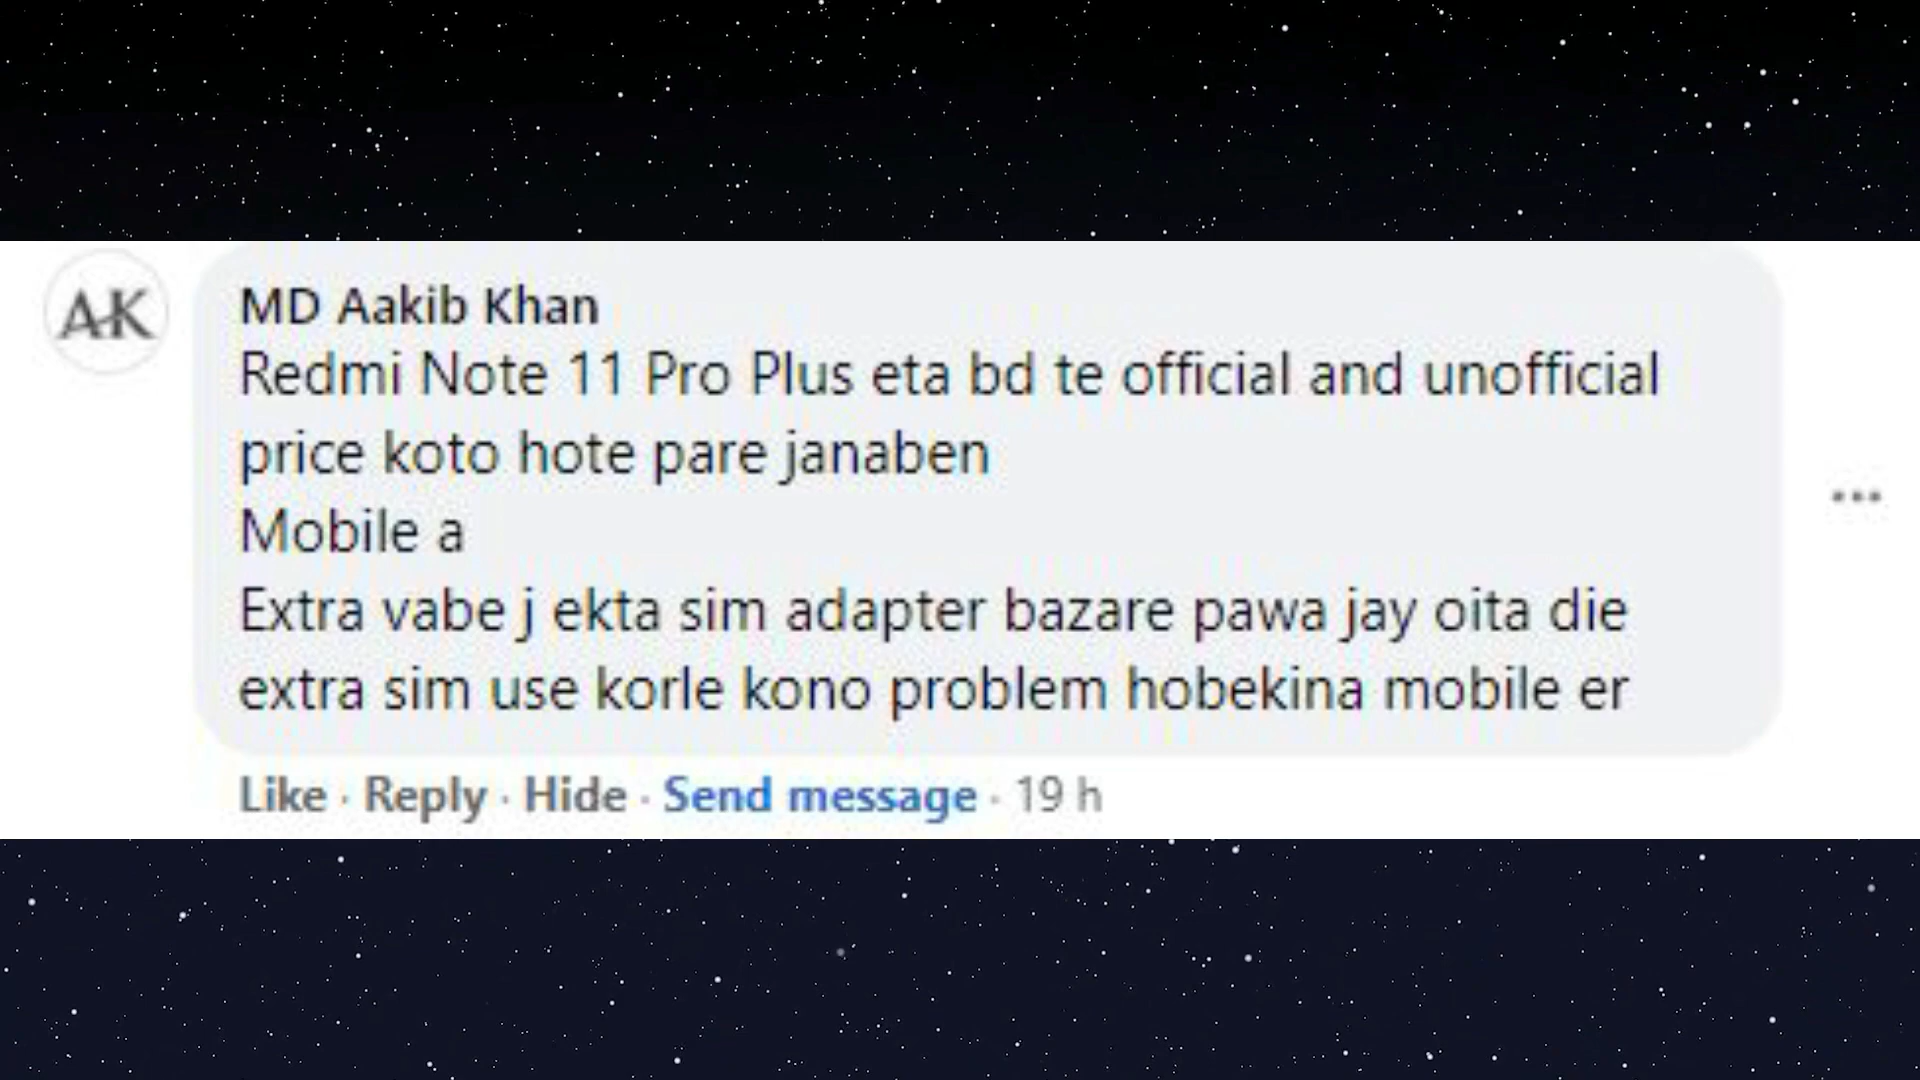 AK
MD Aakib Khan
Redmi Note 11 Pro Plus eta bd te official and unofficial
price koto hote pare janaben
Mobile a
Extra vabe j ekta sim adapter bazare pawa jay oita die
extra sim use korle kono problem hobekina mobile er
Like · Reply · Hide · Send message · 19 h